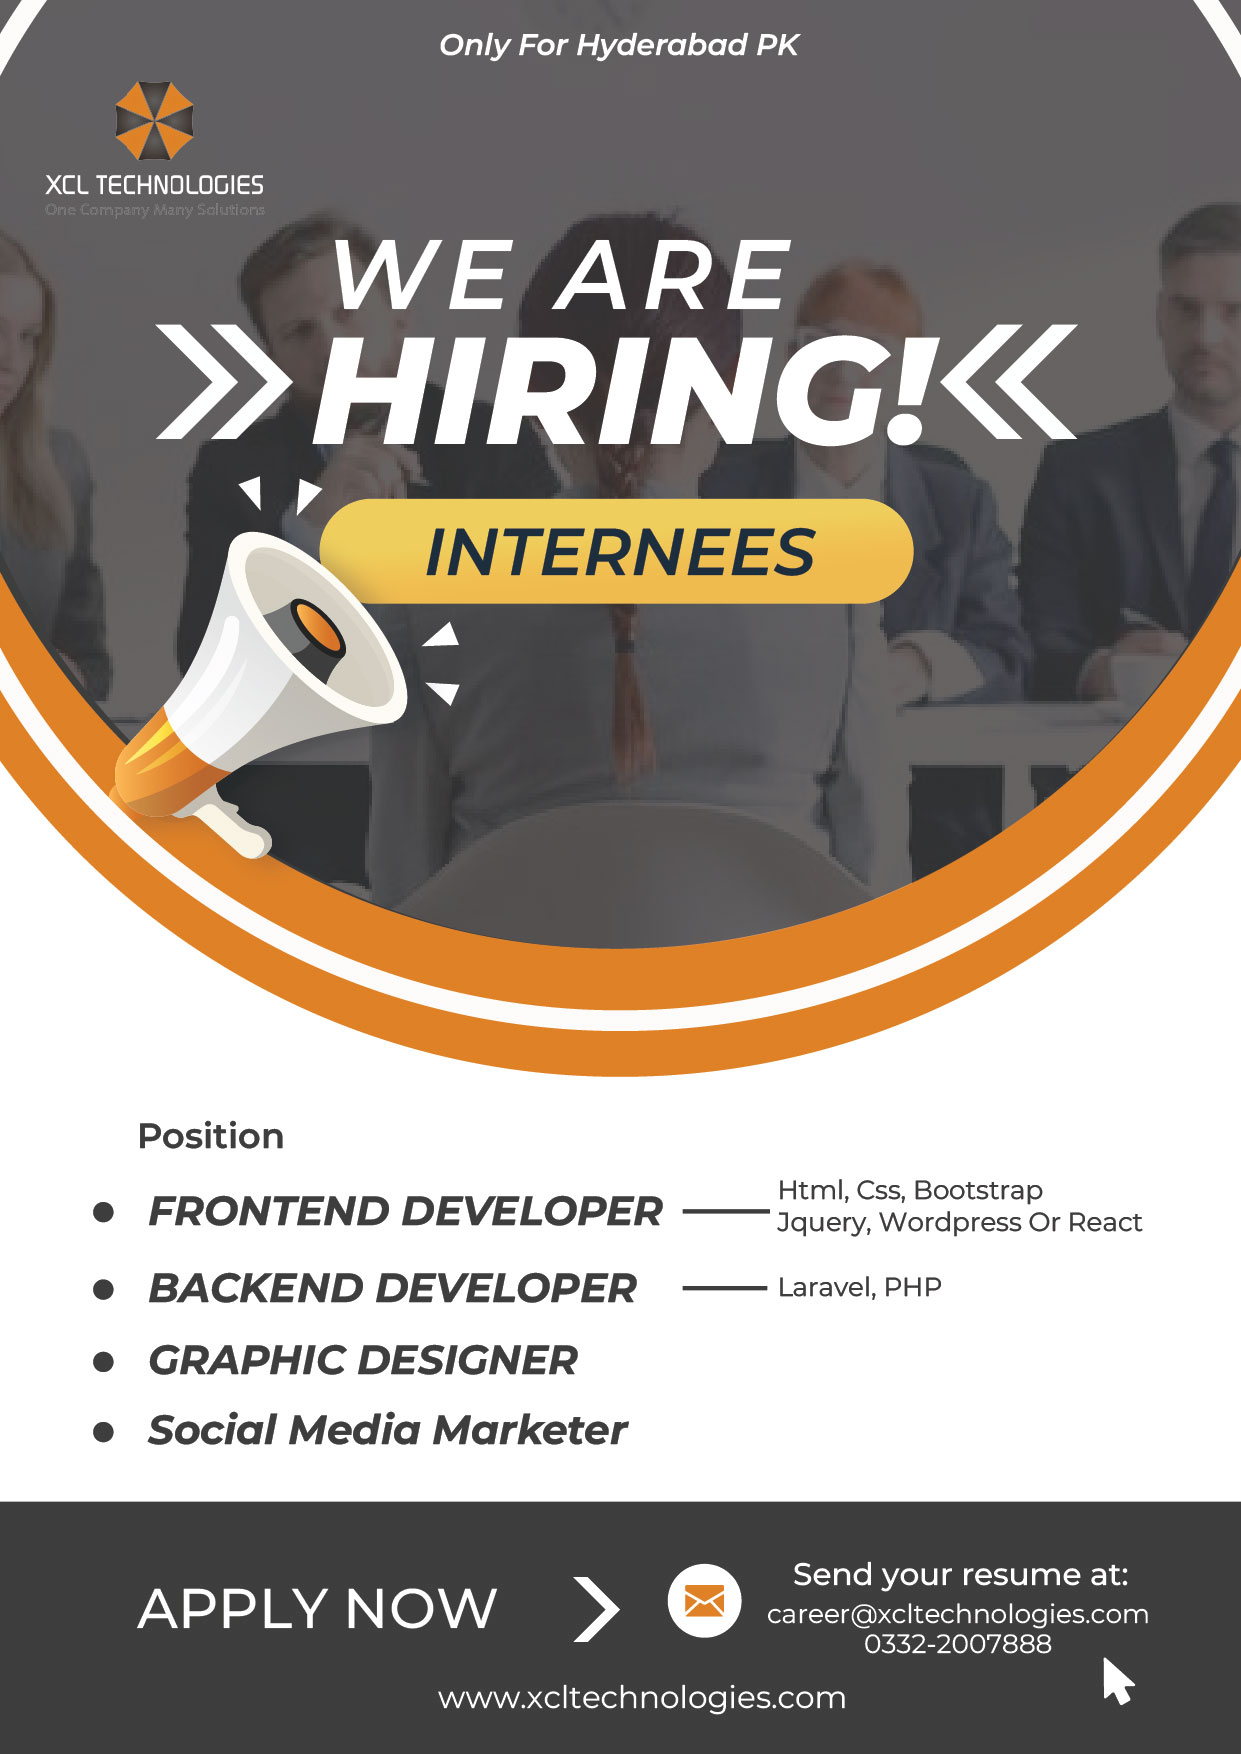 Only For Hyderabad PK
XCL TECHNOLOGIES
One Company Many Solutions
WE ARE
HIRING!
INTERNEES
Position
FRONTEND DEVELOPER
Html, Css, Bootstrap
Jquery, Wordpress Or React
BACKEND DEVELOPER
Laravel, PHP
GRAPHIC DESIGNER
Social Media Marketer
APPLY NOW
Send your resume at:
career@xcltechnologies.com
0332-2007888
www.xcltechnologies.com